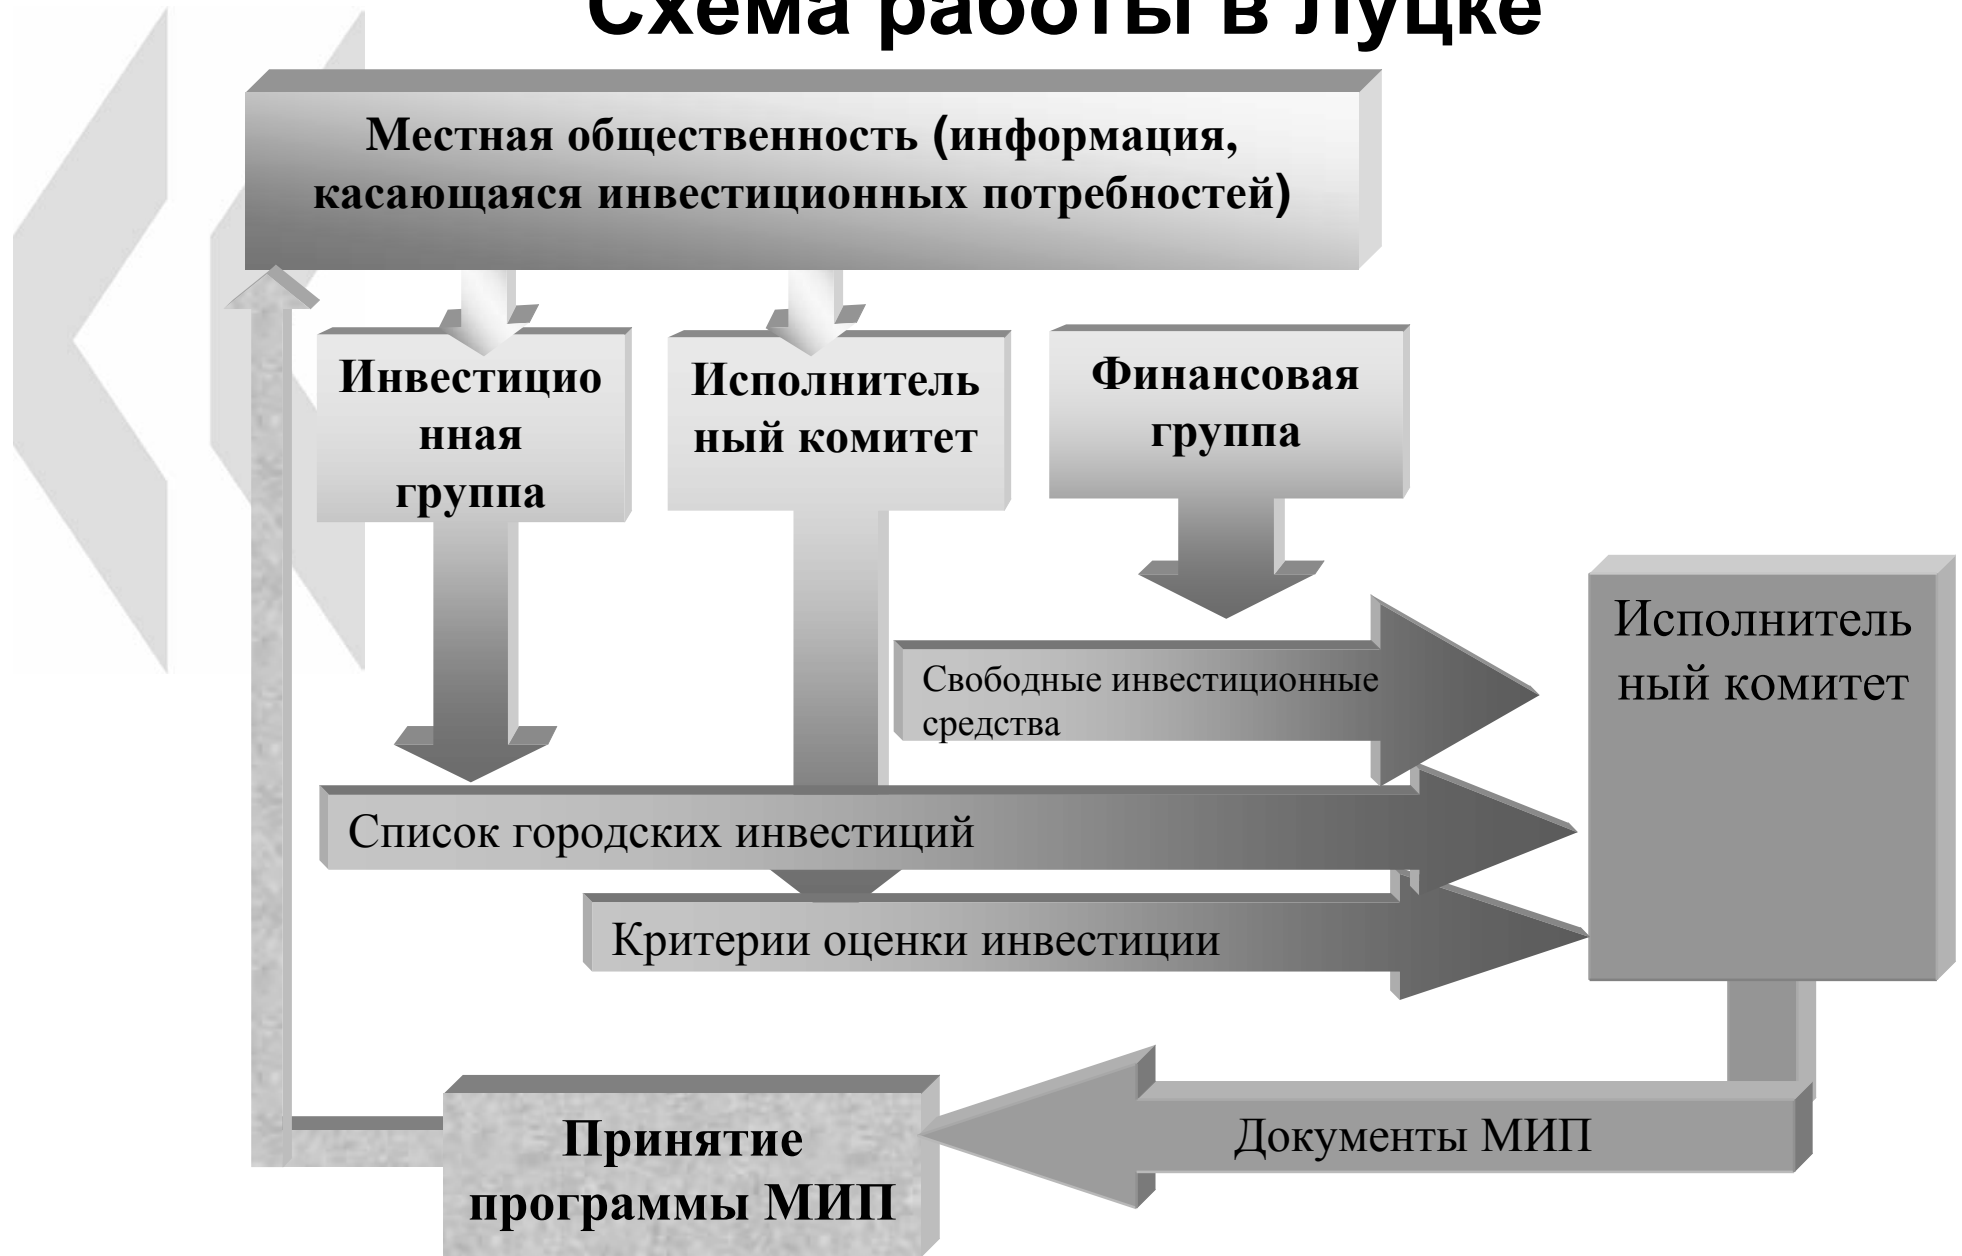 Схема работы в Луцке
Местная общественность (информация,
касающаяся инвестиционных потребностей)
Инвестицио
нная
группа
Исполнитель
ный комитет
Финансовая
группа
Свободные инвестиционные
средства
Исполнитель
ный комитет
Список городских инвестиций
Критерии оценки инвестиции
Документы МИП
Принятие
программы МИП